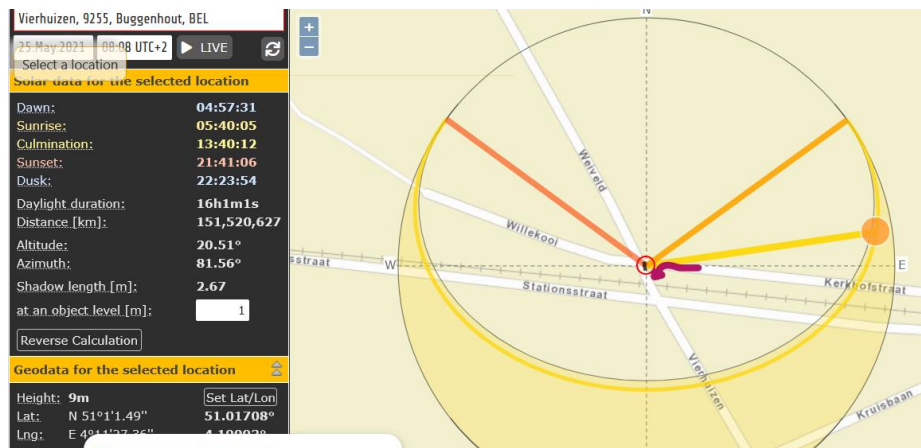 Vierhuizen, 9255, Buggenhout, BEL
25.May.2021 08:08 UTC+2 LIVE
Select a location
Solar data for the selected location
Dawn: 04:57:31
Sunrise: 05:40:05
Culmination: 13:40:12
Sunset: 21:41:06
Dusk: 22:23:54
Daylight duration: 16h1m1s
Distance [km]: 151,520,627
Altitude: 20.51°
Azimuth: 81.56°
Shadow length [m]: 2.67
at an object level [m]: 1
Reverse Calculation
Geodata for the selected location
Height: 9m Set Lat/Lon
Lat: N 51°1'1.49" 51.01708°
Lng:
+
−
N
Weiveld
Willekooi
sstraat
W
E
Kerkhofstraat
Stationsstraat
Vierhuizen
Kruisbaan